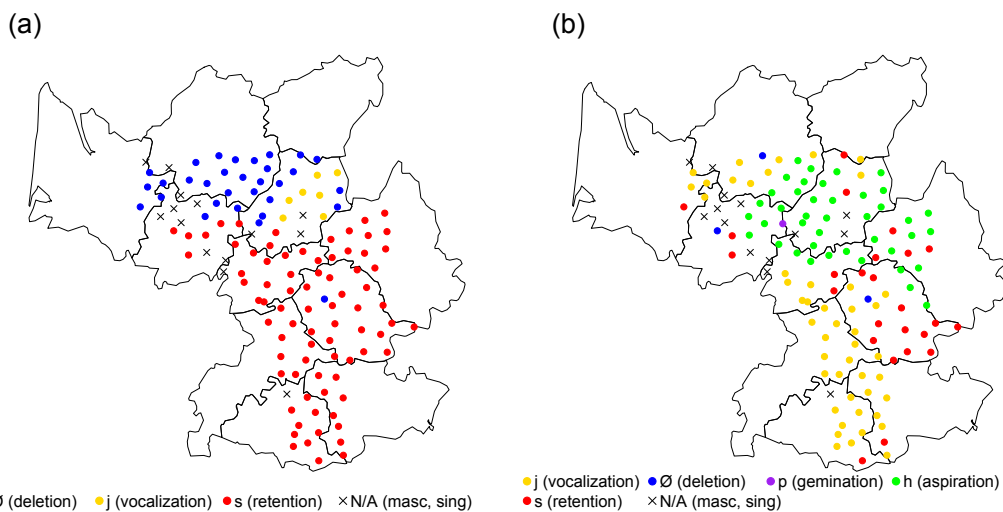 (a)
(b)
Ø (deletion) j (vocalization) s (retention) × N/A (masc, sing)
j (vocalization) Ø (deletion) p (gemination) h (aspiration)
s (retention) × N/A (masc, sing)